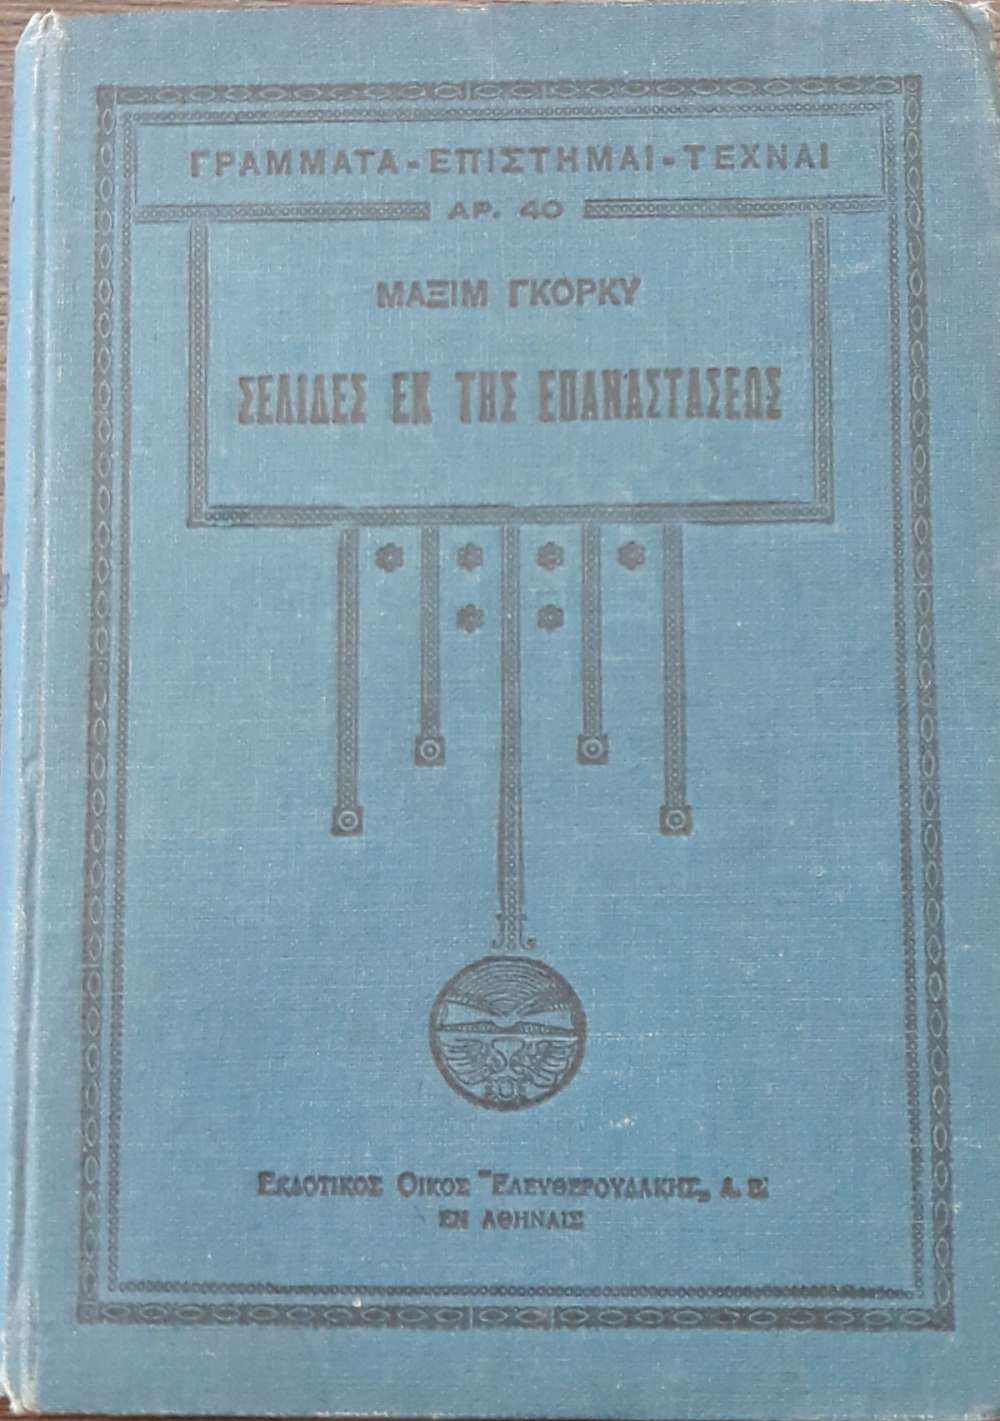 ΓΡΑΜΜΑΤΑ-ΕΠΙΣΤΗΜΑΙ-ΤΕΧΝΑΙ
ΑΡ. 40
ΜΑΞΙΜ ΓΚΟΡΚΥ
ΣΕΛΙΔΕΣ ΕΚ ΤΗΣ ΕΠΑΝΑΣΤΑΣΕΩΣ
ΕΚΔΟΤΙΚΟΣ ΟΙΚΟΣ "ΕΛΕΥΘΕΡΟΥΔΑΚΗΣ„ Α. Ε.
ΕΝ ΑΘΗΝΑΙΣ